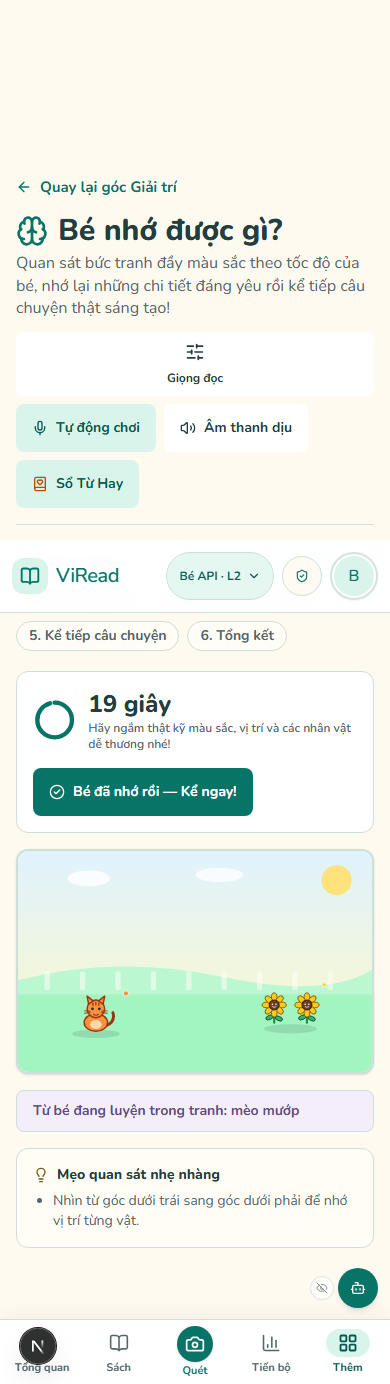 Quay lại góc Giải trí
Bé nhớ được gì?
Quan sát bức tranh đầy màu sắc theo tốc độ của
bé, nhớ lại những chi tiết đáng yêu rồi kể tiếp câu
chuyện thật sáng tạo!
Giọng đọc
Tự động chơi
Âm thanh dịu
Sổ Từ Hay
ViRead
Bé API · L2
B
5. Kể tiếp câu chuyện
6. Tổng kết
19 giây
Hãy ngắm thật kỹ màu sắc, vị trí và các nhân vật
dễ thương nhé!
Bé đã nhớ rồi — Kể ngay!
Từ bé đang luyện trong tranh: mèo mướp
Mẹo quan sát nhẹ nhàng
• Nhìn từ góc dưới trái sang góc dưới phải để nhớ
vị trí từng vật.
N
Tổng quan
Sách
Quét
Tiến bộ
Thêm